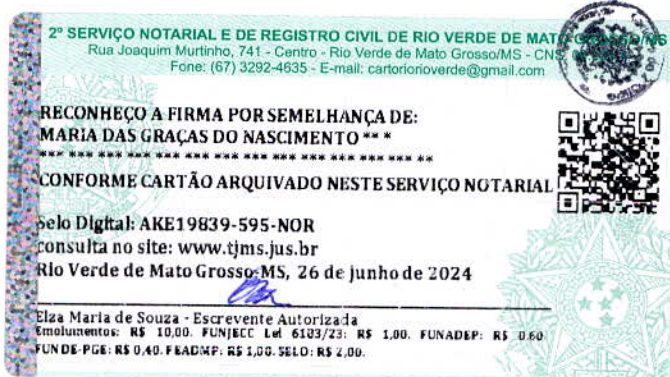 2º SERVIÇO NOTARIAL E DE REGISTRO CIVIL DE RIO VERDE DE MATO GROSSO/MS
Rua Joaquim Murtinho, 741 - Centro - Rio Verde de Mato Grosso/MS - CNS
Fone: (67) 3292-4635 - E-mail: cartoriorioverde@gmail.com
RECONHEÇO A FIRMA POR SEMELHANÇA DE:
MARIA DAS GRAÇAS DO NASCIMENTO ** *
*** *** *** *** *** *** *** *** *** *** *** *** *** **
CONFORME CARTÃO ARQUIVADO NESTE SERVIÇO NOTARIAL
Selo Digital: AKE19839-595-NOR
consulta no site: www.tjms.jus.br
Rio Verde de Mato Grosso-MS, 26 de junho de 2024
Elza Maria de Souza - Escrevente Autorizada
Emolumentos: R$ 10,00. FUNJECC Lei 6183/23: R$ 1,00. FUNADEP: R$ 0.60
FUNDE-PGE: R$ 0,40. FEADMP: R$ 1,00. SELO: R$ 2,00.